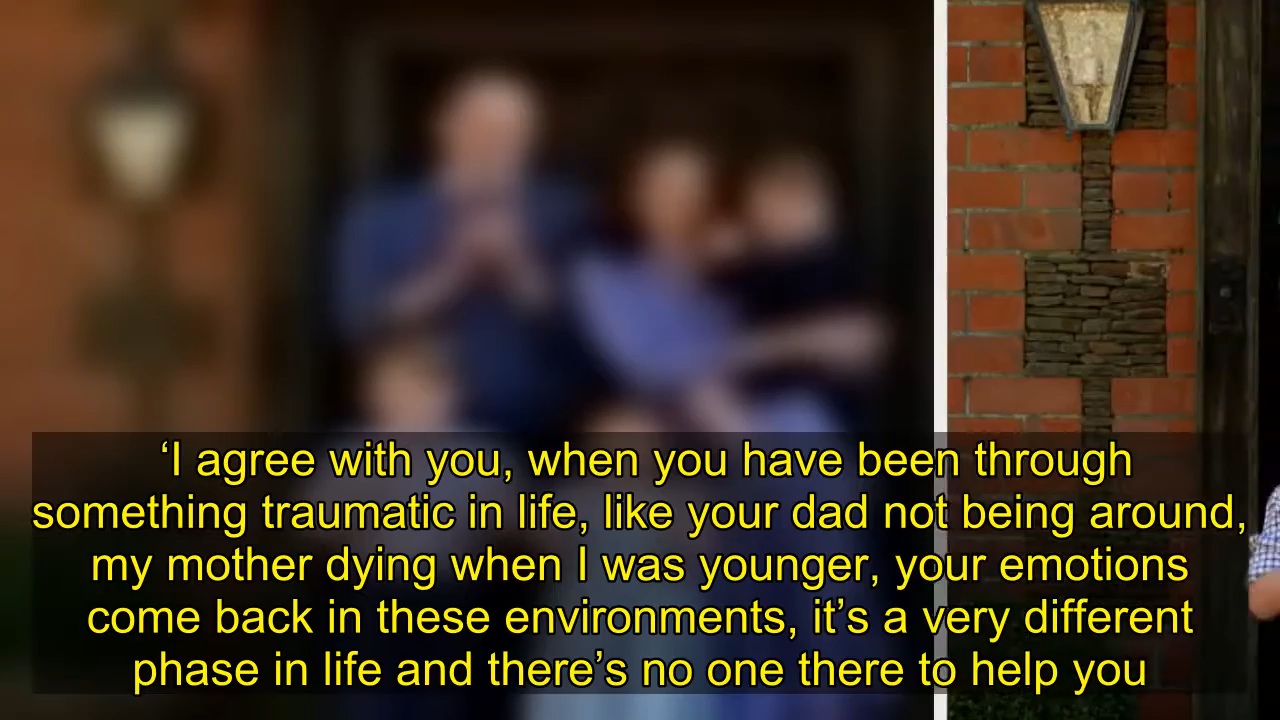 ‘I agree with you, when you have been through
something traumatic in life, like your dad not being around,
my mother dying when I was younger, your emotions
come back in these environments, it’s a very different
phase in life and there’s no one there to help you